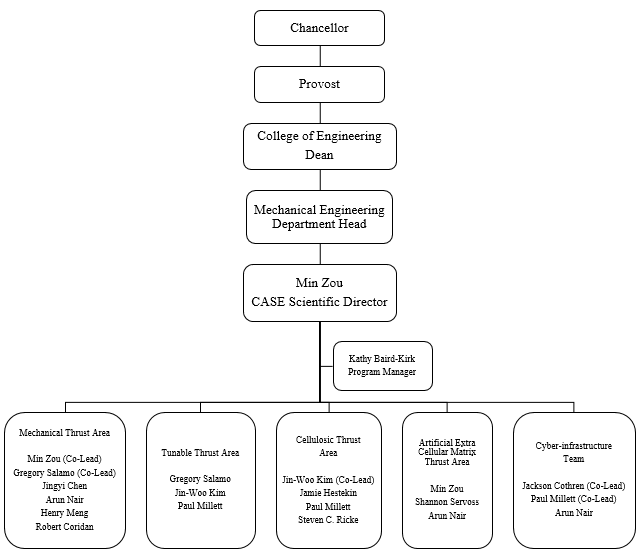 Chancellor
Provost
College of Engineering
Dean
Mechanical Engineering
Department Head
Min Zou
CASE Scientific Director
Kathy Baird-Kirk
Program Manager
Mechanical Thrust Area
Min Zou (Co-Lead)
Gregory Salamo (Co-Lead)
Jingyi Chen
Arun Nair
Henry Meng
Robert Coridan
Tunable Thrust Area
Gregory Salamo
Jin-Woo Kim
Paul Millett
Cellulosic Thrust
Area
Jin-Woo Kim (Co-Lead)
Jamie Hestekin
Paul Millett
Steven C. Ricke
Artificial Extra
Cellular Matrix
Thrust Area
Min Zou
Shannon Servoss
Arun Nair
Cyber-infrastructure
Team
Jackson Cothren (Co-Lead)
Paul Millett (Co-Lead)
Arun Nair